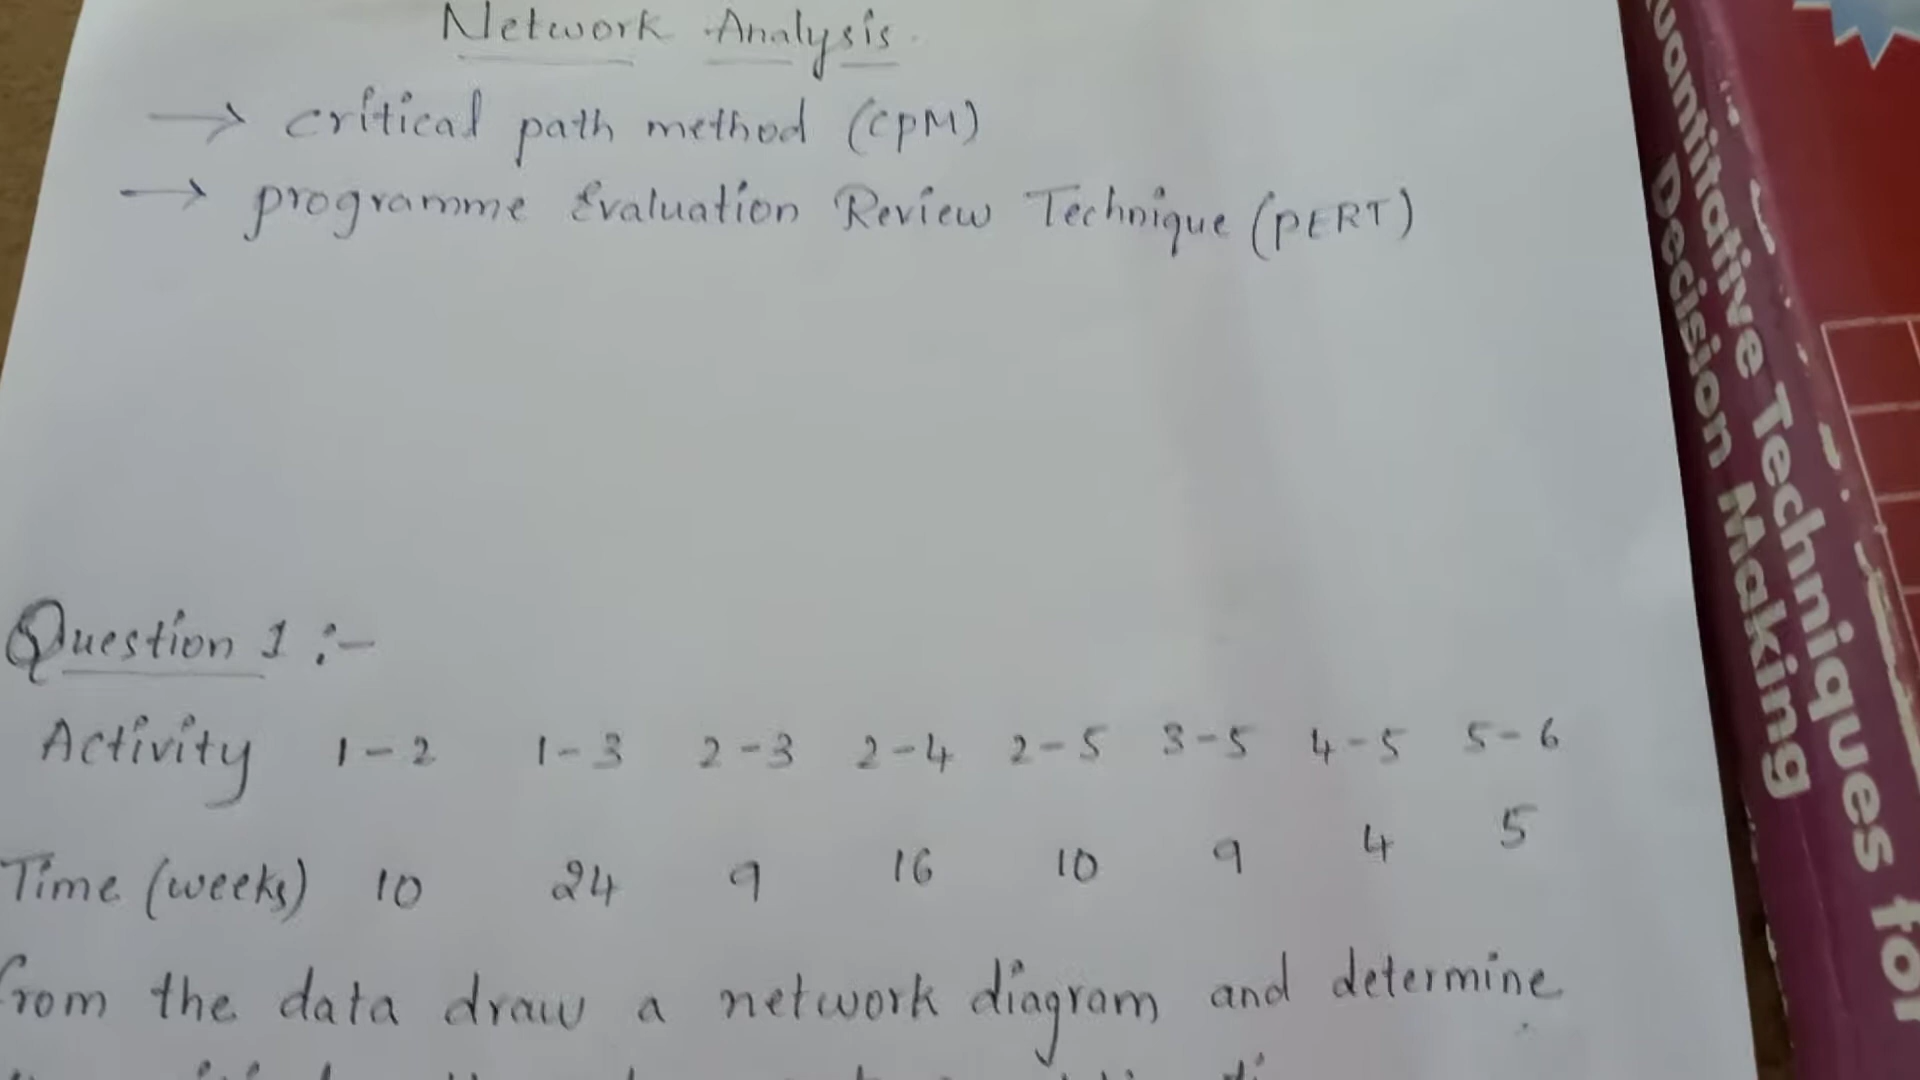 Network Analysis
→ critical path method (CPM)
→ programme Evaluation Review Technique (PERT)
Question 1 :-
Activity 1-2 1-3 2-3 2-4 2-5 3-5 4-5 5-6
Time (weeks) 10 24 9 16 10 9 4 5
from the data draw a network diagram and determine
Quantitative Techniques for
Decision Making